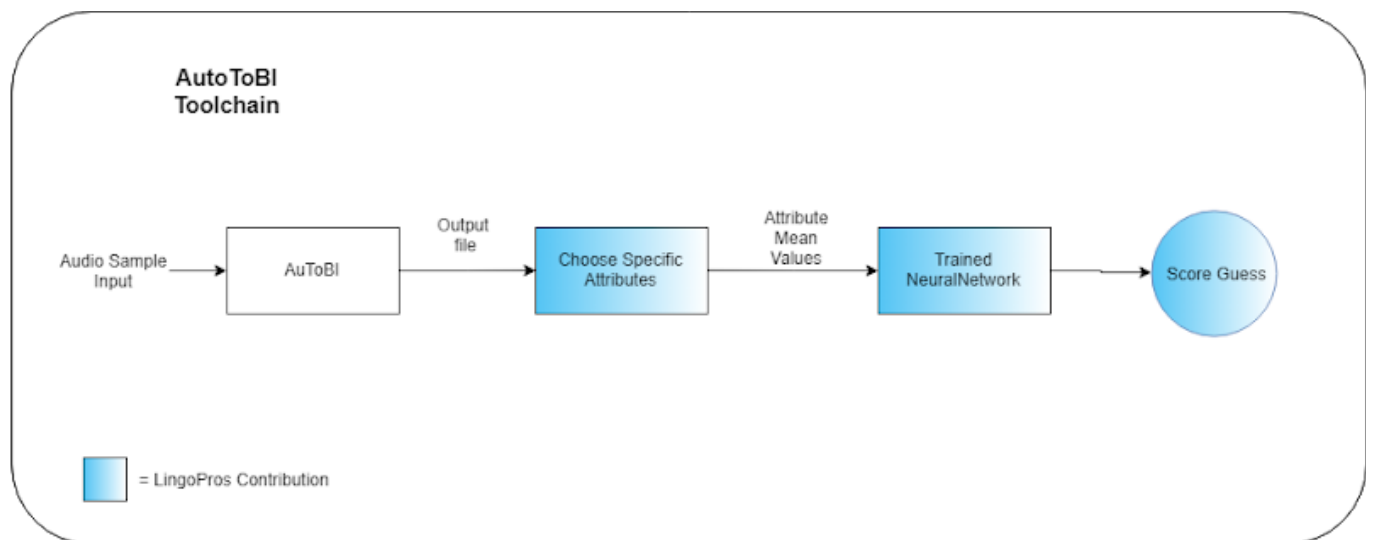 AutoToBI
Toolchain
Audio Sample
Input
AuToBI
Output
file
Choose Specific
Attributes
Attribute
Mean
Values
Trained
NeuralNetwork
Score Guess
= LingoPros Contribution